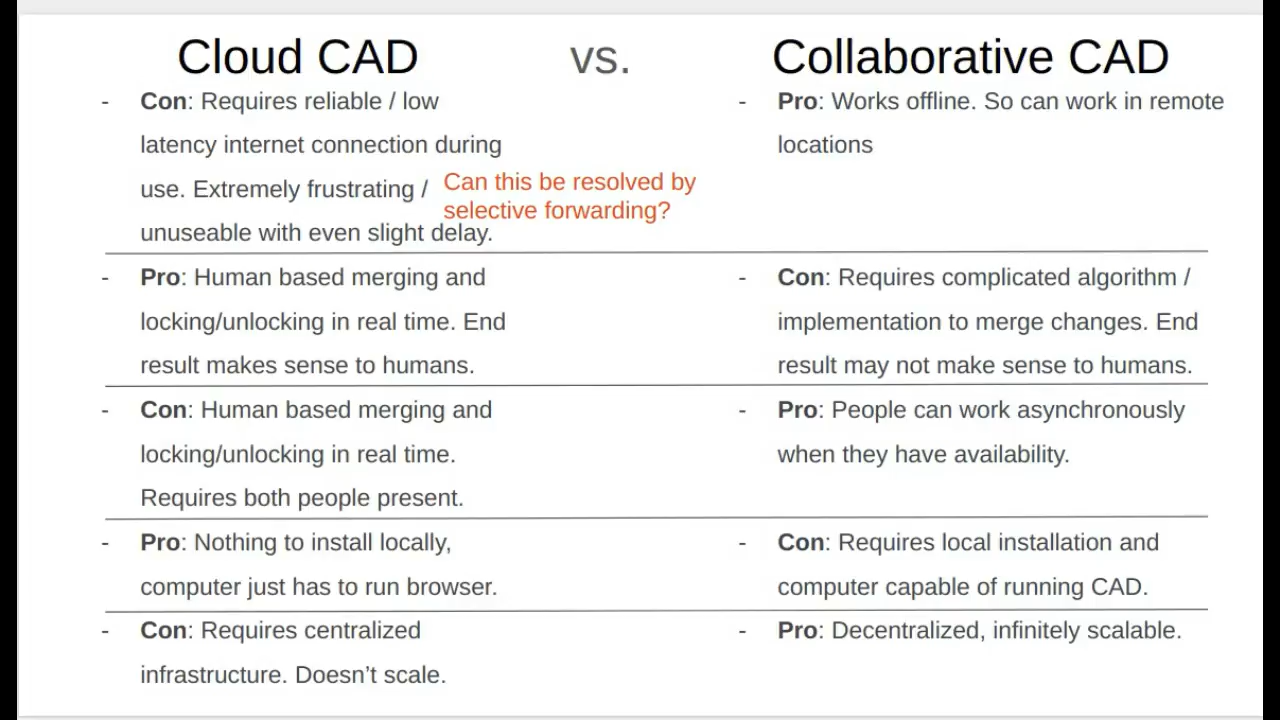 Cloud CAD vs. Collaborative CAD
- Con: Requires reliable / low
latency internet connection during
use. Extremely frustrating /
unuseable with even slight delay.
Can this be resolved by
selective forwarding?
- Pro: Works offline. So can work in remote
locations
- Pro: Human based merging and
locking/unlocking in real time. End
result makes sense to humans.
- Con: Requires complicated algorithm /
implementation to merge changes. End
result may not make sense to humans.
- Con: Human based merging and
locking/unlocking in real time.
Requires both people present.
- Pro: People can work asynchronously
when they have availability.
- Pro: Nothing to install locally,
computer just has to run browser.
- Con: Requires local installation and
computer capable of running CAD.
- Con: Requires centralized
infrastructure. Doesn’t scale.
- Pro: Decentralized, infinitely scalable.